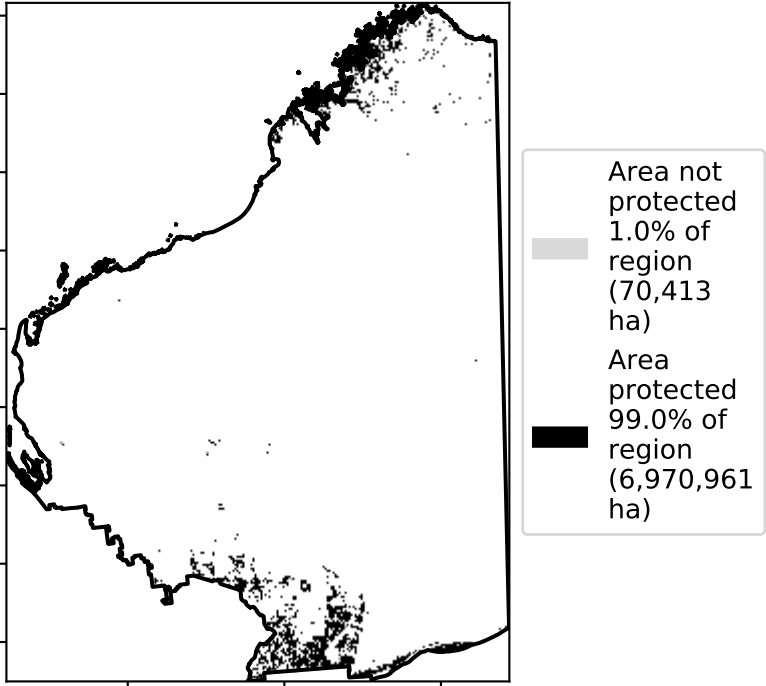 Area not
protected
1.0% of
region
(70,413
ha)
Area
protected
99.0% of
region
(6,970,961
ha)